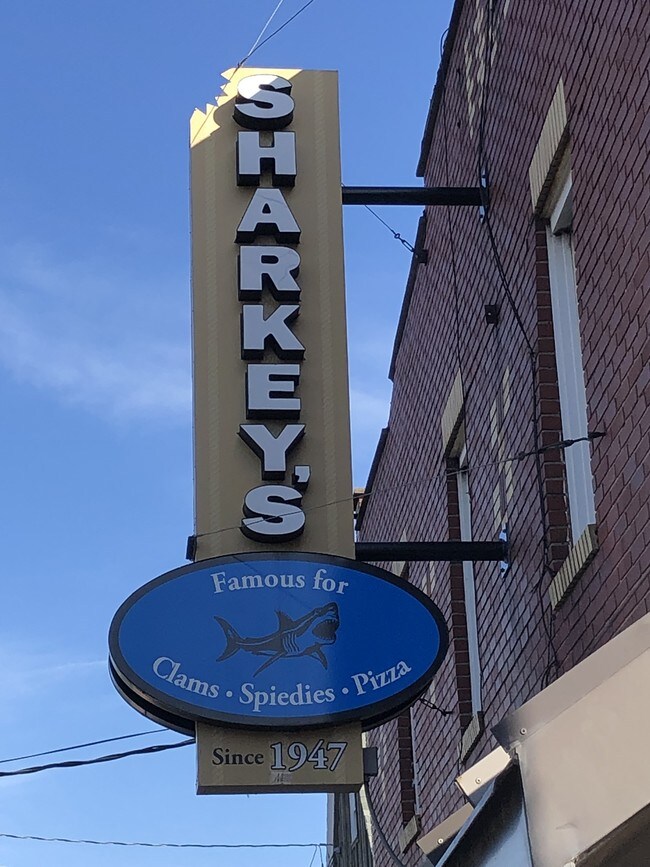 SHARKEY'S
Famous for
Clams · Spiedies · Pizza
Since 1947